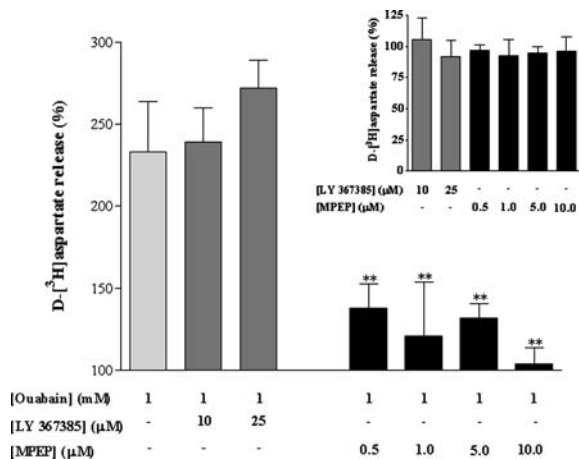 300
250
200
150
100
D-[³H]aspartate release (%)
** ** ** **
[Ouabain] (mM) 1 1 1 1 1 1 1
[LY 367385] (μM) - 10 25 - - - -
[MPEP] (μM) - - - 0.5 1.0 5.0 10.0
125
100
75
50
25
0
D-[³H]aspartate release (%)
[LY 367385] (μM) 10 25 - - - -
[MPEP] (μM) - - 0.5 1.0 5.0 10.0